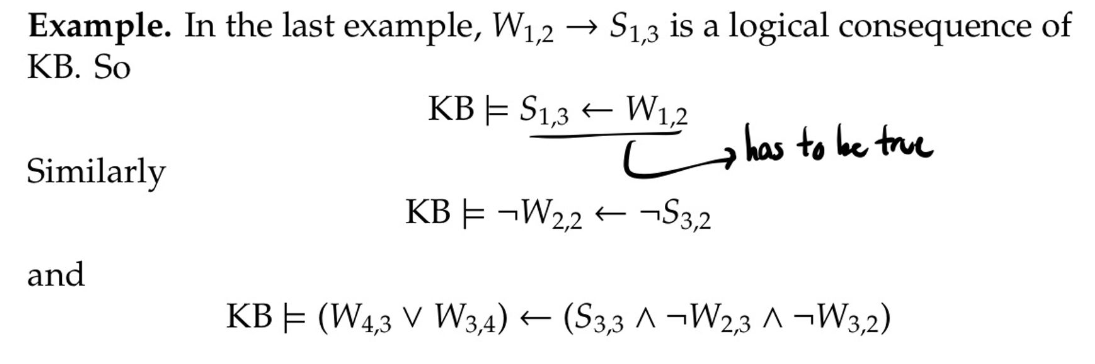 Example. In the last example, W₁,₂ → S₁,₃ is a logical consequence of
KB. So
KB ⊨ S₁,₃ ← W₁,₂
→ has to be true
Similarly
KB ⊨ ¬W₂,₂ ← ¬S₃,₂
and
KB ⊨ (W₄,₃ ∨ W₃,₄) ← (S₃,₃ ∧ ¬W₂,₃ ∧ ¬W₃,₂)